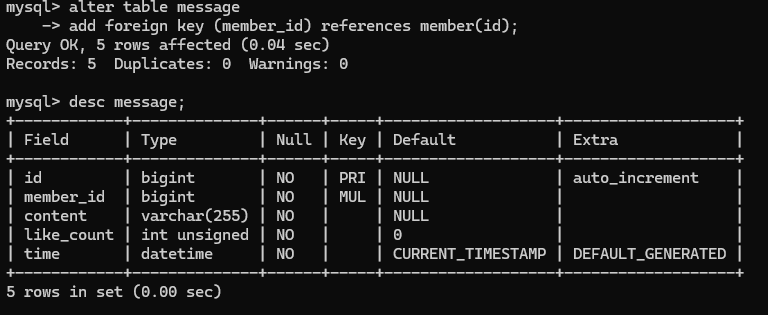 mysql> alter table message
    -> add foreign key (member_id) references member(id);
Query OK, 5 rows affected (0.04 sec)
Records: 5  Duplicates: 0  Warnings: 0

mysql> desc message;
+------------+--------------+------+-----+-------------------+-------------------+
| Field      | Type         | Null | Key | Default           | Extra             |
+------------+--------------+------+-----+-------------------+-------------------+
| id         | bigint       | NO   | PRI | NULL              | auto_increment    |
| member_id  | bigint       | NO   | MUL | NULL              |                   |
| content    | varchar(255) | NO   |     | NULL              |                   |
| like_count | int unsigned | NO   |     | 0                 |                   |
| time       | datetime     | NO   |     | CURRENT_TIMESTAMP | DEFAULT_GENERATED |
+------------+--------------+------+-----+-------------------+-------------------+
5 rows in set (0.00 sec)